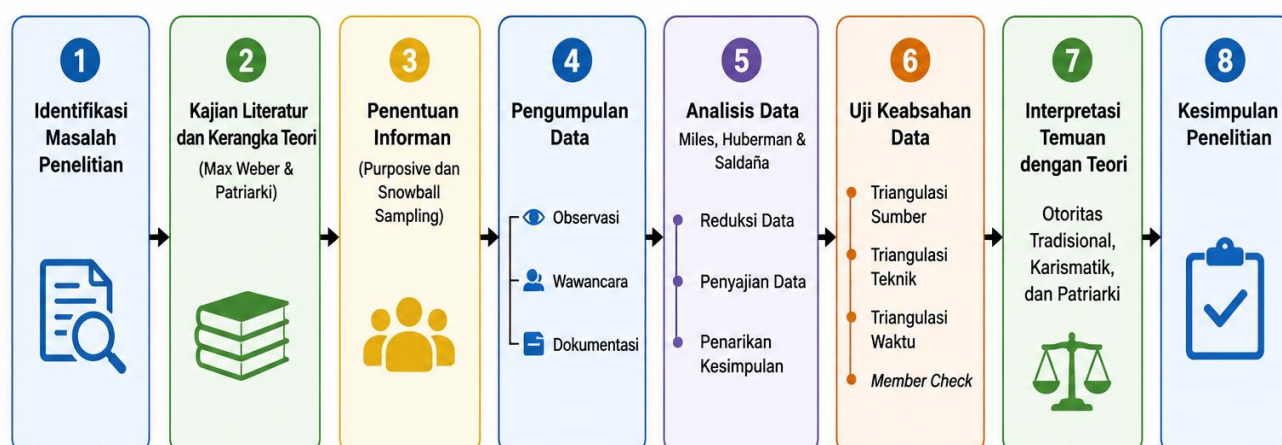 1
Identifikasi
Masalah
Penelitian
2
Kajian Literatur
dan Kerangka Teori
(Max Weber &
Patriarki)
3
Penentuan
Informan
(Purposive dan
Snowball
Sampling)
4
Pengumpulan
Data
Observasi
Wawancara
Dokumentasi
5
Analisis Data
Miles, Huberman &
Saldaña
Reduksi Data
Penyajian Data
Penarikan
Kesimpulan
6
Uji Keabsahan
Data
Triangulasi
Sumber
Triangulasi
Teknik
Triangulasi
Waktu
Member Check
7
Interpretasi
Temuan
dengan Teori
Otoritas
Tradisional,
Karismatik,
dan Patriarki
8
Kesimpulan
Penelitian